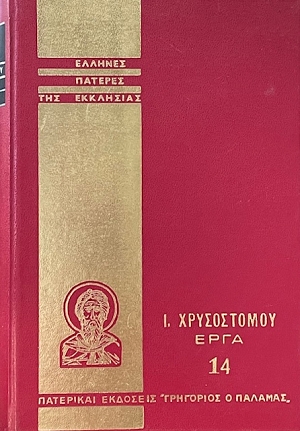 ΕΛΛΗΝΕΣ
ΠΑΤΕΡΕΣ
ΤΗΣ ΕΚΚΛΗΣΙΑΣ
Ι. ΧΡΥΣΟΣΤΟΜΟΥ
ΕΡΓΑ
14
ΠΑΤΕΡΙΚΑΙ ΕΚΔΟΣΕΙΣ "ΓΡΗΓΟΡΙΟΣ Ο ΠΑΛΑΜΑΣ„